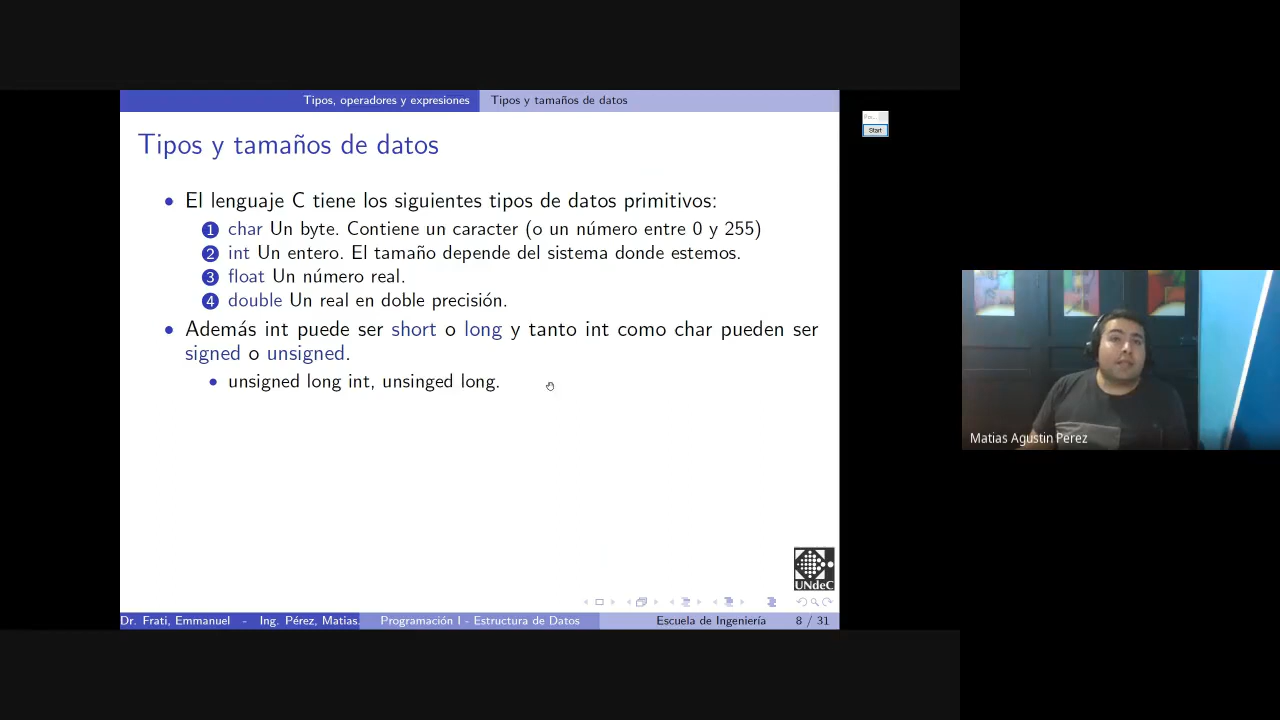 Tipos, operadores y expresiones
Tipos y tamaños de datos
Tipos y tamaños de datos
• El lenguaje C tiene los siguientes tipos de datos primitivos:
1 char Un byte. Contiene un caracter (o un número entre 0 y 255)
2 int Un entero. El tamaño depende del sistema donde estemos.
3 float Un número real.
4 double Un real en doble precisión.
• Además int puede ser short o long y tanto int como char pueden ser
signed o unsigned.
• unsigned long int, unsinged long.
UNdeC
Dr. Frati, Emmanuel - Ing. Pérez, Matias.
Programación I - Estructura de Datos
Escuela de Ingeniería
8 / 31
Start
Matias Agustin Perez